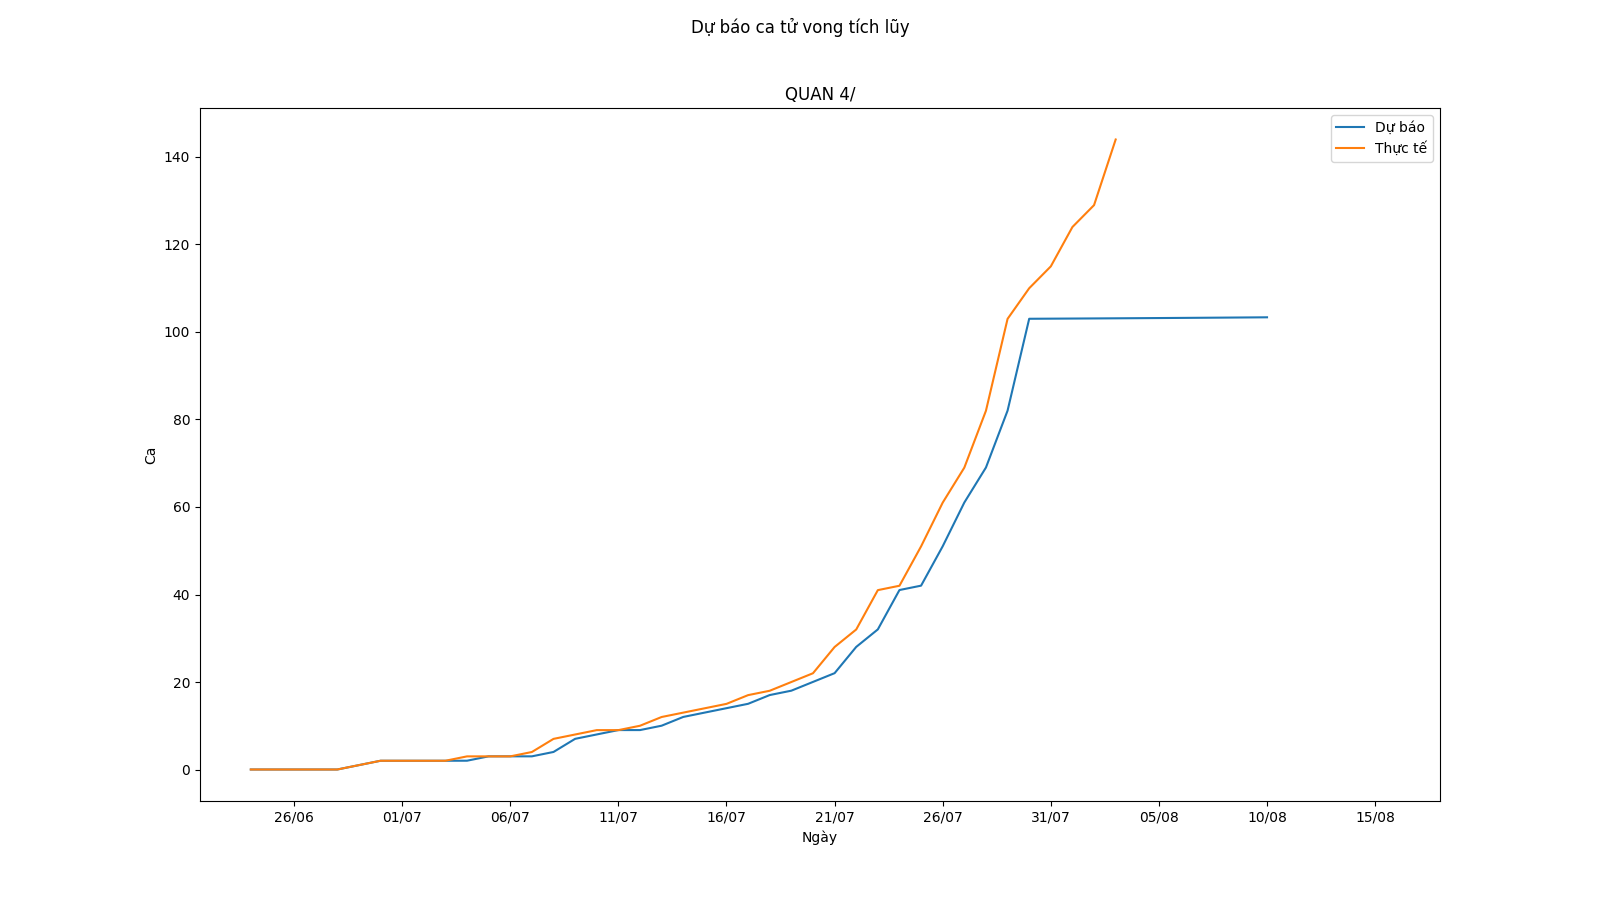 Dự báo ca tử vong tích lũy
QUAN 4/
Dự báo
Thực tế
140
120
100
80
60
40
20
0
Ca
26/06 01/07 06/07 11/07 16/07 21/07 26/07 31/07 05/08 10/08 15/08
Ngày